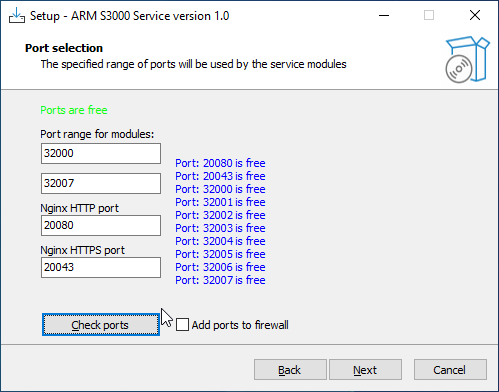 Setup - ARM S3000 Service version 1.0
Port selection
The specified range of ports will be used by the service modules
Ports are free
Port range for modules:
32000
32007
Nginx HTTP port
20080
Nginx HTTPS port
20043
Port: 20080 is free
Port: 20043 is free
Port: 32000 is free
Port: 32001 is free
Port: 32002 is free
Port: 32003 is free
Port: 32004 is free
Port: 32005 is free
Port: 32006 is free
Port: 32007 is free
Check ports
Add ports to firewall
Back
Next
Cancel